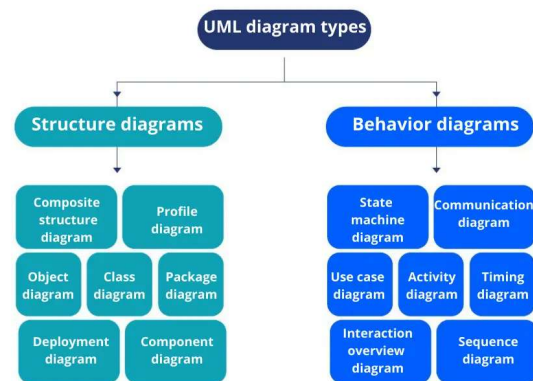 UML diagram types
Structure diagrams
Behavior diagrams
Composite
structure
diagram
Profile
diagram
Object
diagram
Class
diagram
Package
diagram
Deployment
diagram
Component
diagram
State
machine
diagram
Communication
diagram
Use case
diagram
Activity
diagram
Timing
diagram
Interaction
overview
diagram
Sequence
diagram